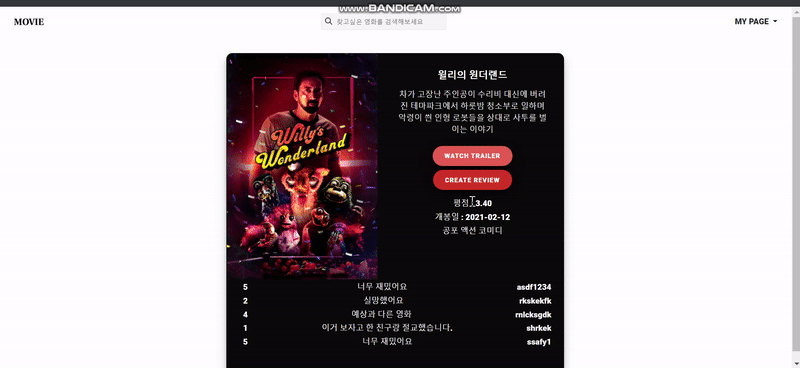 www.BANDICAM.com
MOVIE
찾고싶은 영화를 검색해보세요
MY PAGE
윌리의 원더랜드
차가 고장난 주인공이 수리비 대신에 버려
진 테마파크에서 하룻밤 청소부로 일하며
악령이 씐 인형 로봇들을 상대로 사투를 벌
이는 이야기
Willy's
Wonderland
WATCH TRAILER
CREATE REVIEW
평점 : 3.40
개봉일 : 2021-02-12
공포 액션 코미디
5 너무 재밌어요 asdf1234
2 실망했어요 rkskekfk
4 예상과 다른 영화 rnlcksgdk
1 이거 보자고 한 친구랑 절교했습니다. shrkek
5 너무 재밌어요 ssafy1